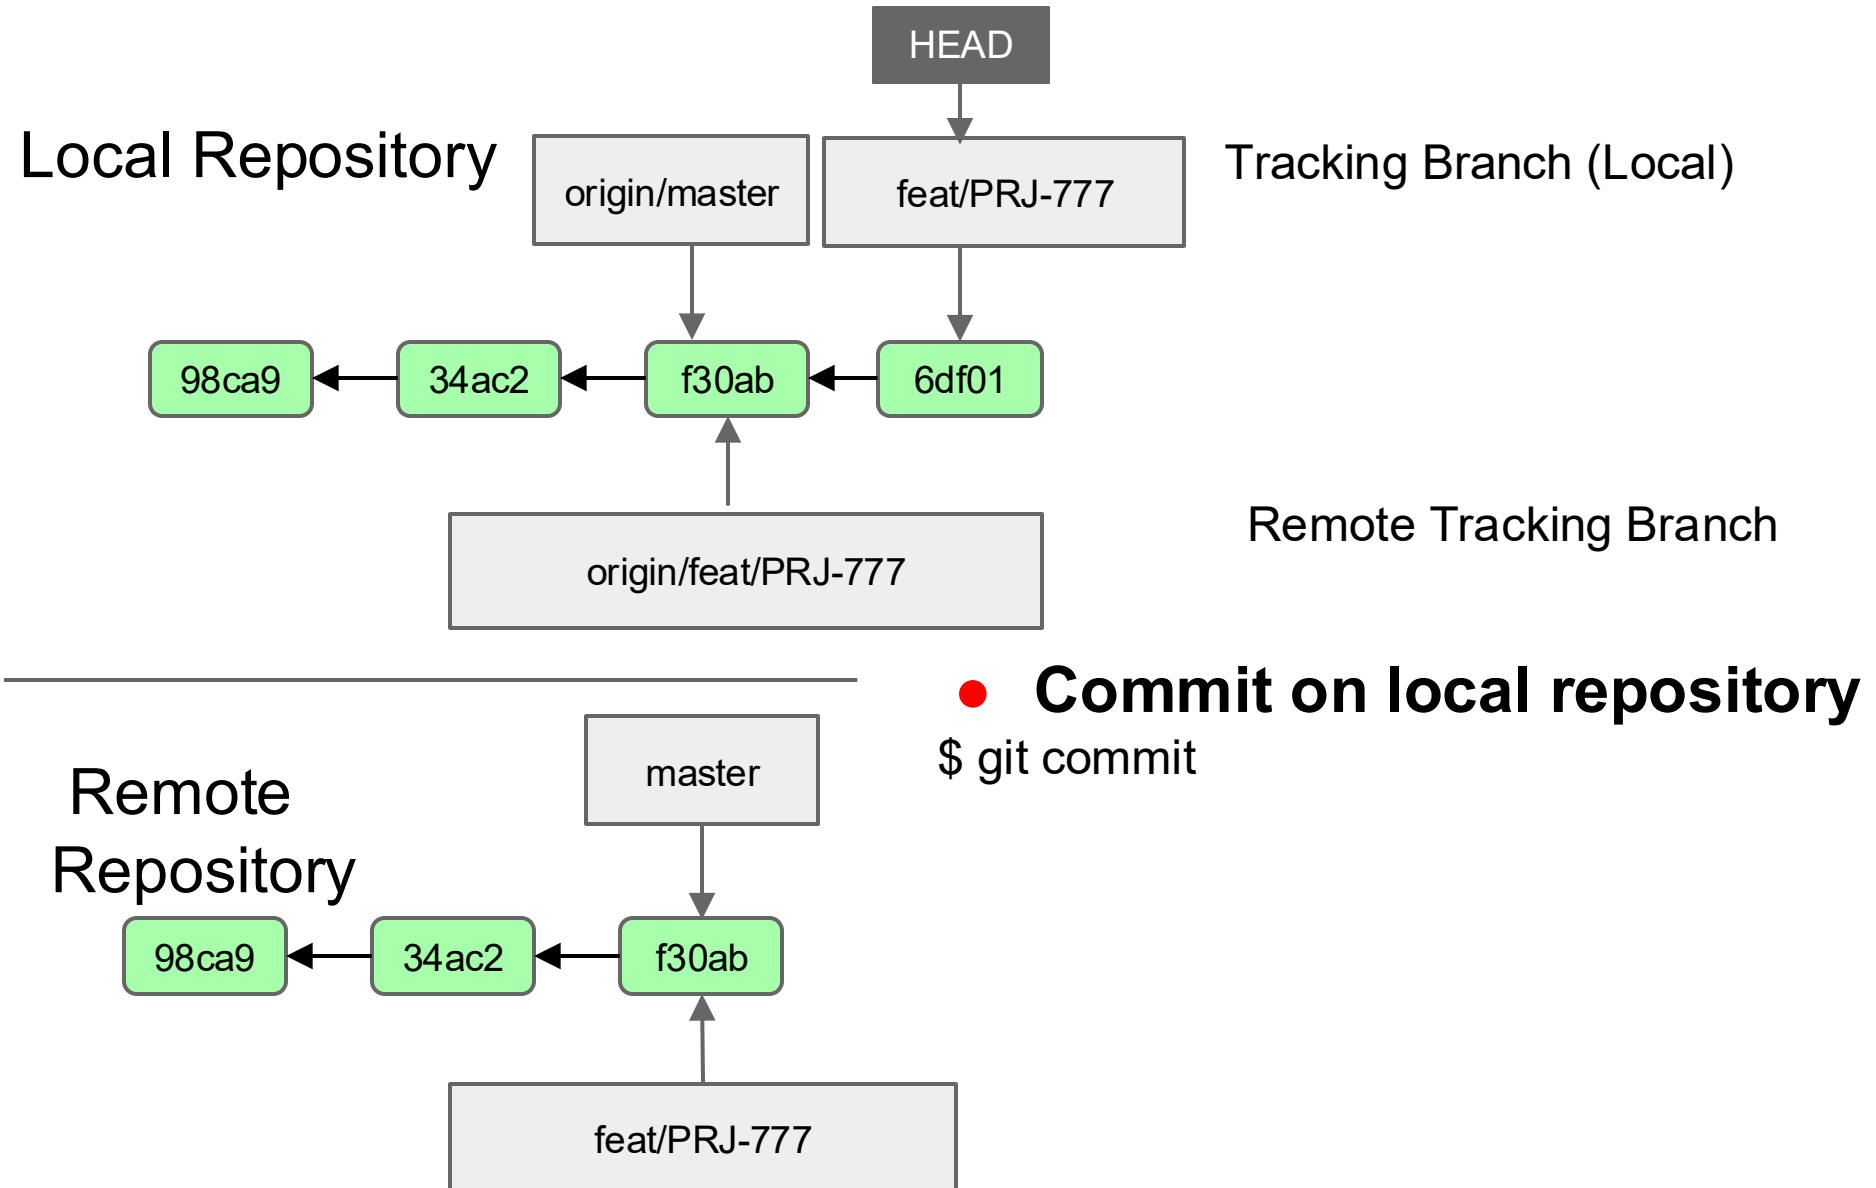 HEAD
Local Repository
origin/master
feat/PRJ-777
Tracking Branch (Local)
98ca9
34ac2
f30ab
6df01
origin/feat/PRJ-777
Remote Tracking Branch
● Commit on local repository
$ git commit
master
Remote
Repository
98ca9
34ac2
f30ab
feat/PRJ-777